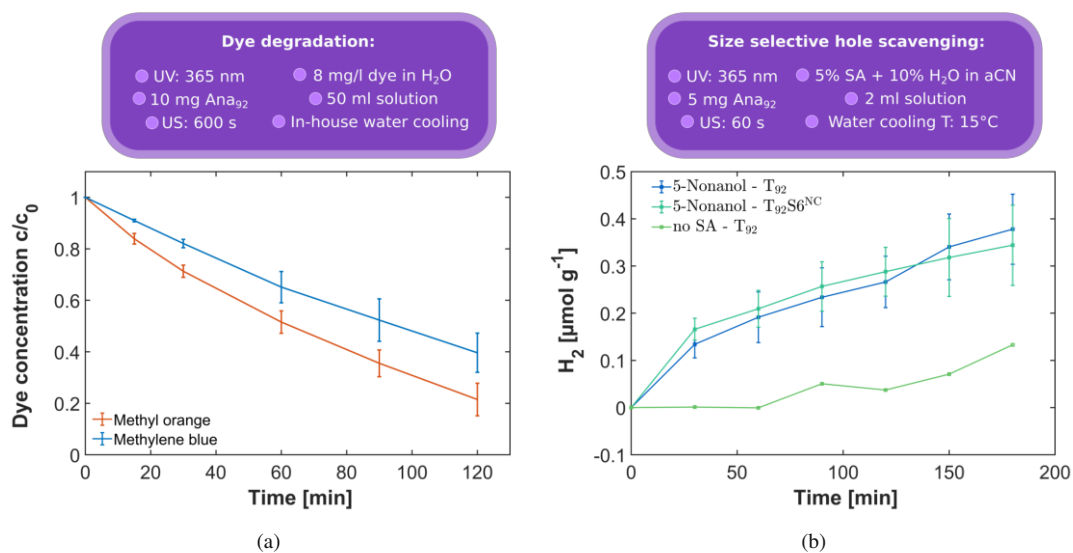 Dye degradation:
UV: 365 nm
8 mg/l dye in H₂O
10 mg Ana₉₂
50 ml solution
US: 600 s
In-house water cooling
1
0.8
0.6
0.4
0.2
0
Dye concentration c/c₀
Methyl orange
Methylene blue
0 20 40 60 80 100 120
Time [min]
(a)
Size selective hole scavenging:
UV: 365 nm
5% SA + 10% H₂O in aCN
5 mg Ana₉₂
2 ml solution
US: 60 s
Water cooling T: 15°C
0.5
0.4
0.3
0.2
0.1
0
-0.1
H₂ [µmol g⁻¹]
5-Nonanol - T₉₂
5-Nonanol - T₉₂S6ᴺᶜ
no SA - T₉₂
0 50 100 150 200
Time [min]
(b)